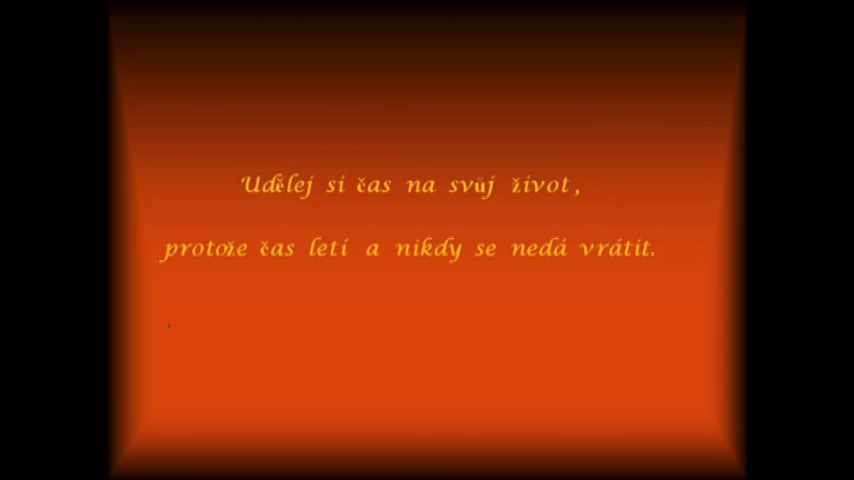 Udělej si čas na svůj život,
protože čas letí a nikdy se nedá vrátit.